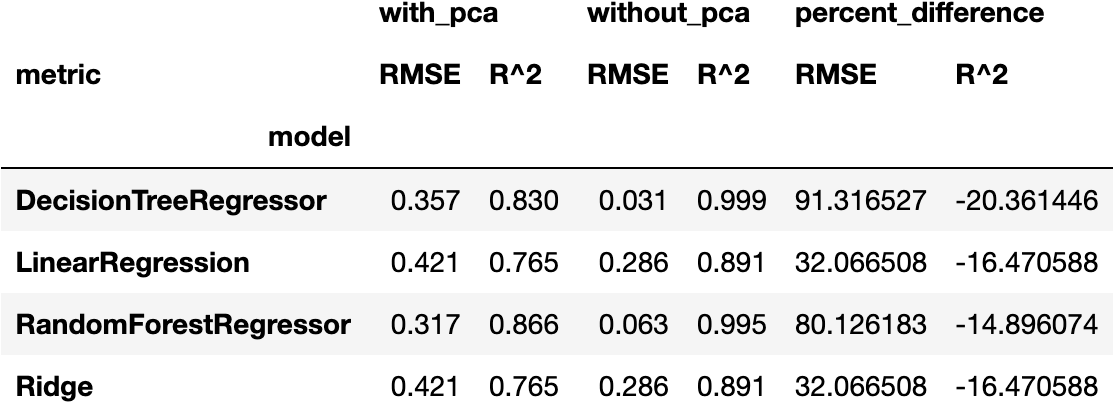 with_pca without_pca percent_difference
metric RMSE R^2 RMSE R^2 RMSE R^2
model
DecisionTreeRegressor 0.357 0.830 0.031 0.999 91.316527 -20.361446
LinearRegression 0.421 0.765 0.286 0.891 32.066508 -16.470588
RandomForestRegressor 0.317 0.866 0.063 0.995 80.126183 -14.896074
Ridge 0.421 0.765 0.286 0.891 32.066508 -16.470588